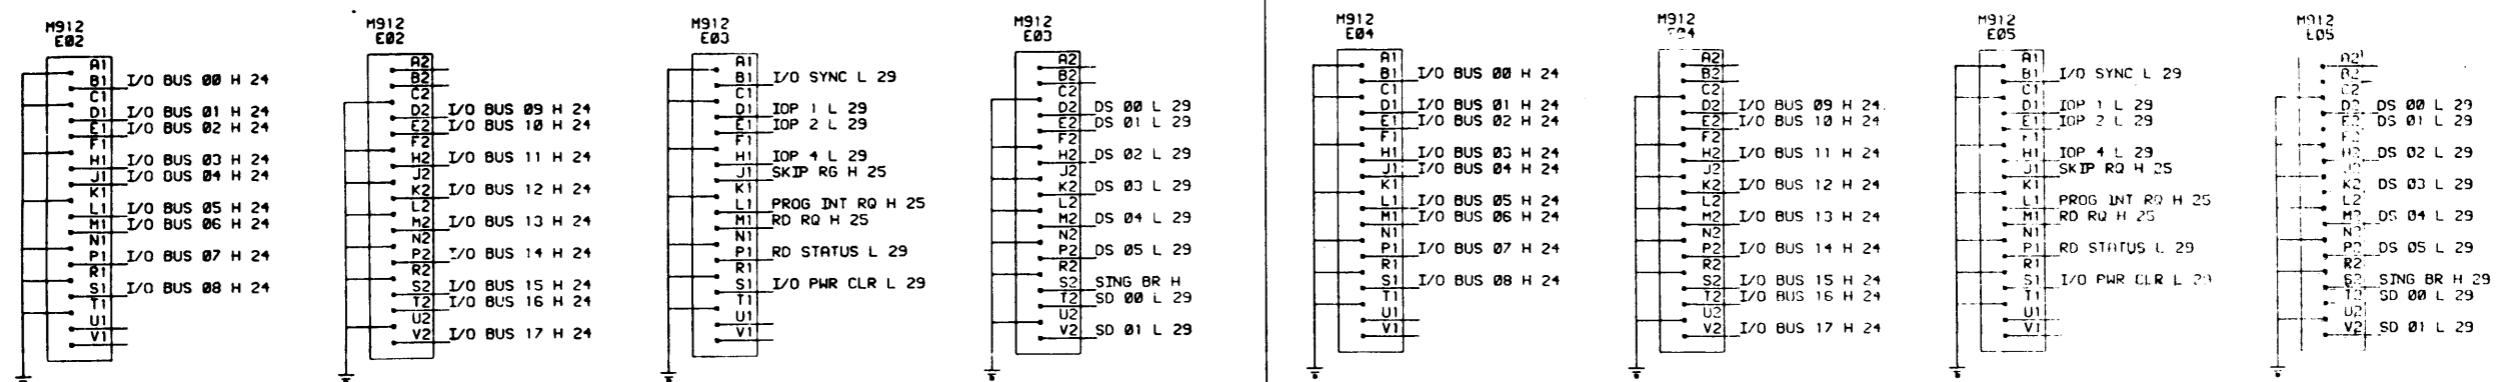 M912
E02
A1
B1 I/O BUS 00 H 24
C1
D1 I/O BUS 01 H 24
E1 I/O BUS 02 H 24
F1
H1 I/O BUS 03 H 24
J1 I/O BUS 04 H 24
K1
L1 I/O BUS 05 H 24
M1 I/O BUS 06 H 24
N1
P1 I/O BUS 07 H 24
R1
S1 I/O BUS 08 H 24
T1
U1
V1
M912
E02
A2
B2
C2
D2 I/O BUS 09 H 24
E2 I/O BUS 10 H 24
F2
H2 I/O BUS 11 H 24
J2
K2 I/O BUS 12 H 24
L2
M2 I/O BUS 13 H 24
N2
P2 I/O BUS 14 H 24
R2
S2 I/O BUS 15 H 24
T2 I/O BUS 16 H 24
U2
V2 I/O BUS 17 H 24
M912
E03
A1
B1 I/O SYNC L 29
C1
D1 IOP 1 L 29
E1 IOP 2 L 29
F1
H1 IOP 4 L 29
J1 SKIP RG H 25
K1
L1 PROG INT RQ H 25
M1 RD RQ H 25
N1
P1 RD STATUS L 29
R1
S1 I/O PWR CLR L 29
T1
U1
V1
M912
E03
A2
B2
C2
D2 DS 00 L 29
E2 DS 01 L 29
F2
H2 DS 02 L 29
J2
K2 DS 03 L 29
L2
M2 DS 04 L 29
N2
P2 DS 05 L 29
R2
S2 SING BR H
T2 SD 00 L 29
U2
V2 SD 01 L 29
M912
E04
A1
B1 I/O BUS 00 H 24
C1
D1 I/O BUS 01 H 24
E1 I/O BUS 02 H 24
F1
H1 I/O BUS 03 H 24
J1 I/O BUS 04 H 24
K1
L1 I/O BUS 05 H 24
M1 I/O BUS 06 H 24
N1
P1 I/O BUS 07 H 24
R1
S1 I/O BUS 08 H 24
T1
U1
V1
M912
E04
A2
B2
C2
D2 I/O BUS 09 H 24
E2 I/O BUS 10 H 24
F2
H2 I/O BUS 11 H 24
J2
K2 I/O BUS 12 H 24
L2
M2 I/O BUS 13 H 24
N2
P2 I/O BUS 14 H 24
R2
S2 I/O BUS 15 H 24
T2 I/O BUS 16 H 24
U2
V2 I/O BUS 17 H 24
M912
E05
A1
B1 I/O SYNC L 29
C1
D1 IOP 1 L 29
E1 IOP 2 L 29
F1
H1 IOP 4 L 29
J1 SKIP RQ H 25
K1
L1 PROG INT RQ H 25
M1 RD RQ H 25
N1
P1 RD STATUS L 29
R1
S1 I/O PWR CLR L 29
T1
U1
V1
M912
E05
A2
B2
C2
D2 DS 00 L 29
E2 DS 01 L 29
F2
H2 DS 02 L 29
K2 DS 03 L 29
L2
M2 DS 04 L 29
N2
P2 DS 05 L 29
R2
S2 SING BR H 29
T2 SD 00 L 29
U2
V2 SD 01 L 29